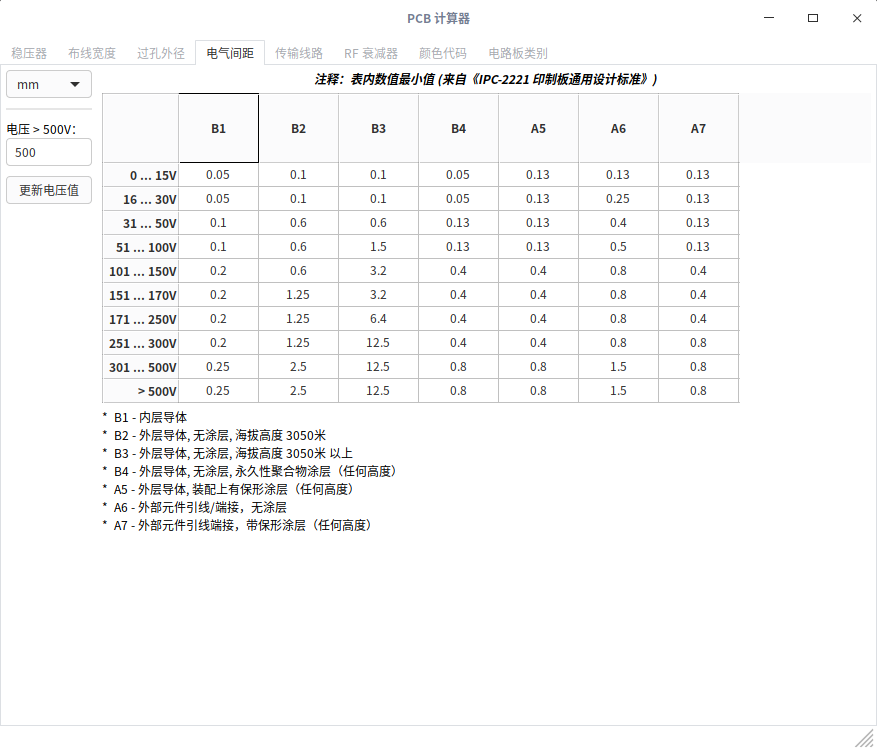 PCB 计算器
稳压器 布线宽度 过孔外径 电气间距 传输线路 RF 衰减器 颜色代码 电路板类别
mm
注释：表内数值最小值 (来自《IPC-2221 印制板通用设计标准》)
电压 > 500V：
500
更新电压值
B1 B2 B3 B4 A5 A6 A7
0 ... 15V 0.05 0.1 0.1 0.05 0.13 0.13 0.13
16 ... 30V 0.05 0.1 0.1 0.05 0.13 0.25 0.13
31 ... 50V 0.1 0.6 0.6 0.13 0.13 0.4 0.13
51 ... 100V 0.1 0.6 1.5 0.13 0.13 0.5 0.13
101 ... 150V 0.2 0.6 3.2 0.4 0.4 0.8 0.4
151 ... 170V 0.2 1.25 3.2 0.4 0.4 0.8 0.4
171 ... 250V 0.2 1.25 6.4 0.4 0.4 0.8 0.4
251 ... 300V 0.2 1.25 12.5 0.4 0.4 0.8 0.8
301 ... 500V 0.25 2.5 12.5 0.8 0.8 1.5 0.8
> 500V 0.25 2.5 12.5 0.8 0.8 1.5 0.8
* B1 - 内层导体
* B2 - 外层导体, 无涂层, 海拔高度 3050米
* B3 - 外层导体, 无涂层, 海拔高度 3050米 以上
* B4 - 外层导体, 无涂层, 永久性聚合物涂层（任何高度）
* A5 - 外层导体, 装配上有保形涂层（任何高度）
* A6 - 外部元件引线/端接，无涂层
* A7 - 外部元件引线端接，带保形涂层（任何高度）